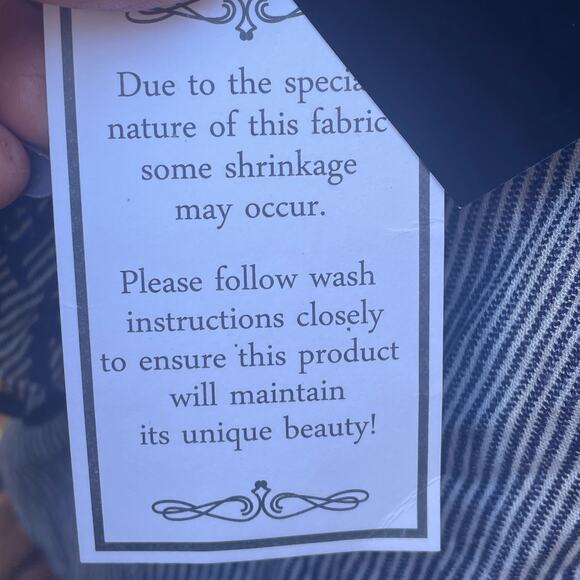 Due to the special
nature of this fabric
some shrinkage
may occur.
Please follow wash
instructions closely
to ensure this product
will maintain
its unique beauty!